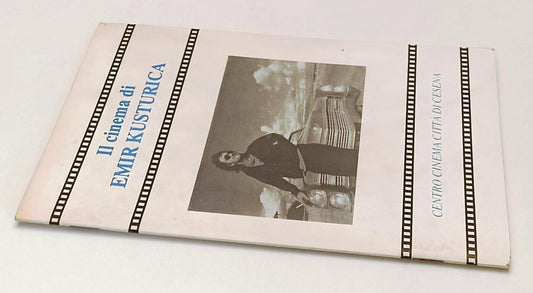 Il cinema di
EMIR KUSTURICA
CENTRO CINEMA CITTÀ DI CESENA